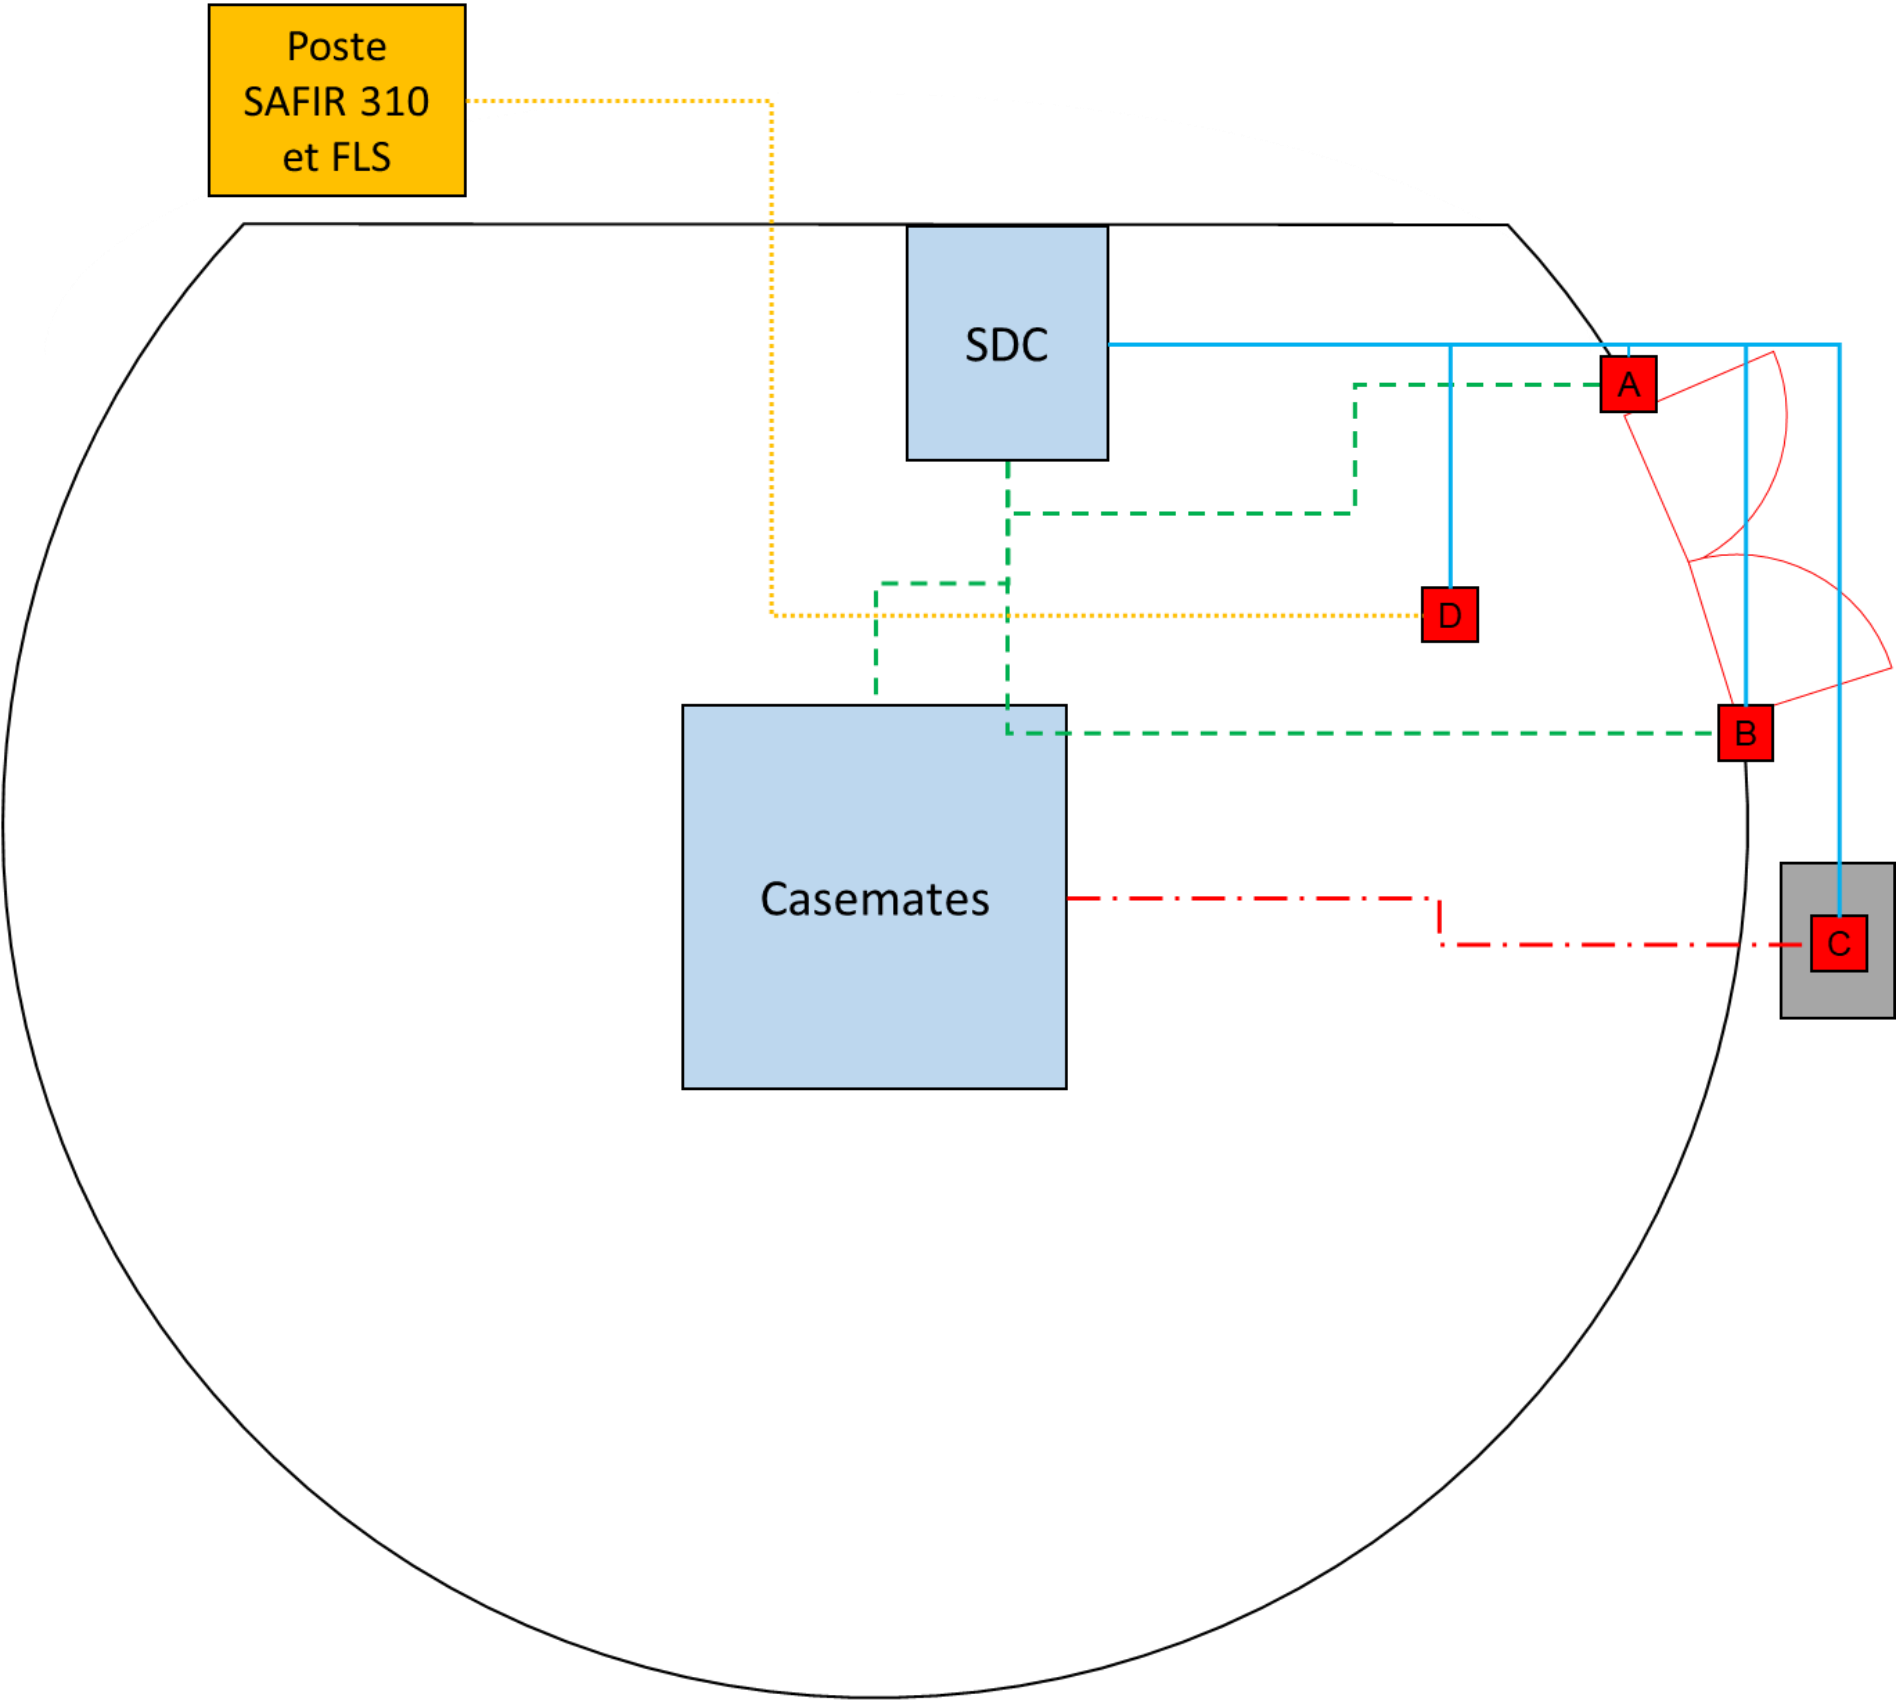 Poste
SAFIR 310
et FLS
SDC
A
D
B
Casemates
C